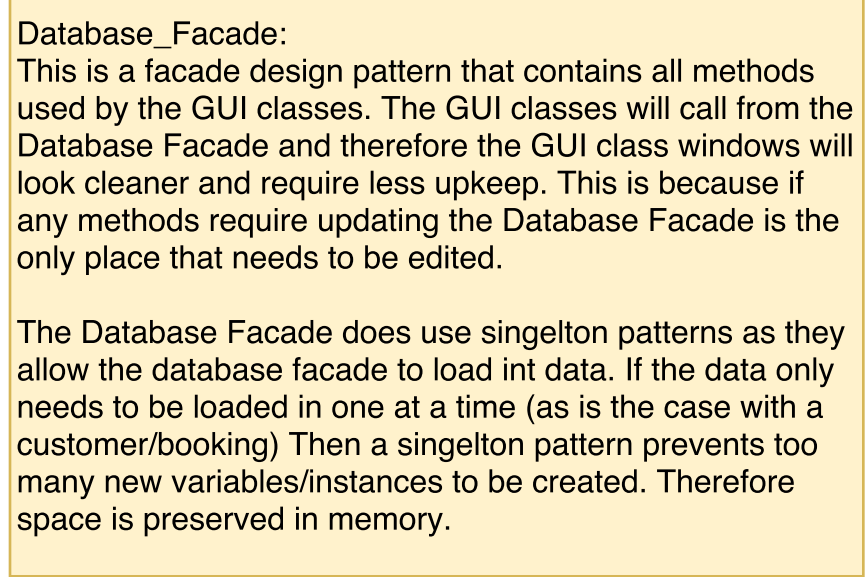 Database_Facade:
This is a facade design pattern that contains all methods
used by the GUI classes. The GUI classes will call from the
Database Facade and therefore the GUI class windows will
look cleaner and require less upkeep. This is because if
any methods require updating the Database Facade is the
only place that needs to be edited.
The Database Facade does use singelton patterns as they
allow the database facade to load int data. If the data only
needs to be loaded in one at a time (as is the case with a
customer/booking) Then a singelton pattern prevents too
many new variables/instances to be created. Therefore
space is preserved in memory.